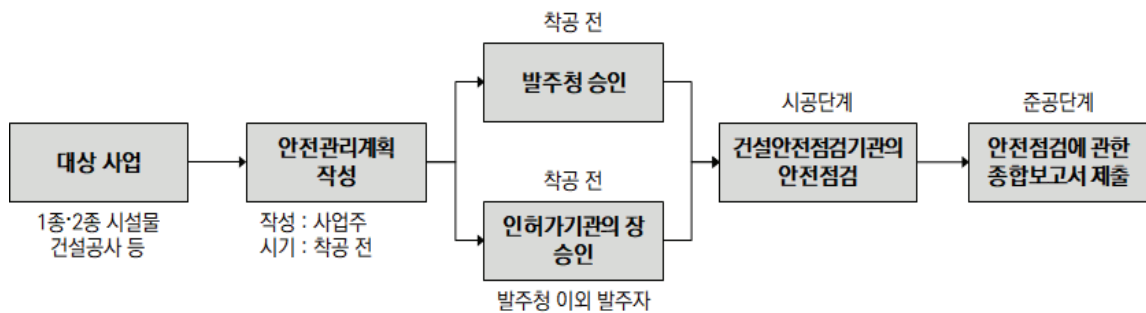 대상 사업
1종·2종 시설물
건설공사 등
안전관리계획
작성
작성 : 사업주
시기 : 착공 전
착공 전
발주청 승인
착공 전
인허가기관의 장
승인
발주청 이외 발주자
시공단계
건설안전점검기관의
안전점검
준공단계
안전점검에 관한
종합보고서 제출